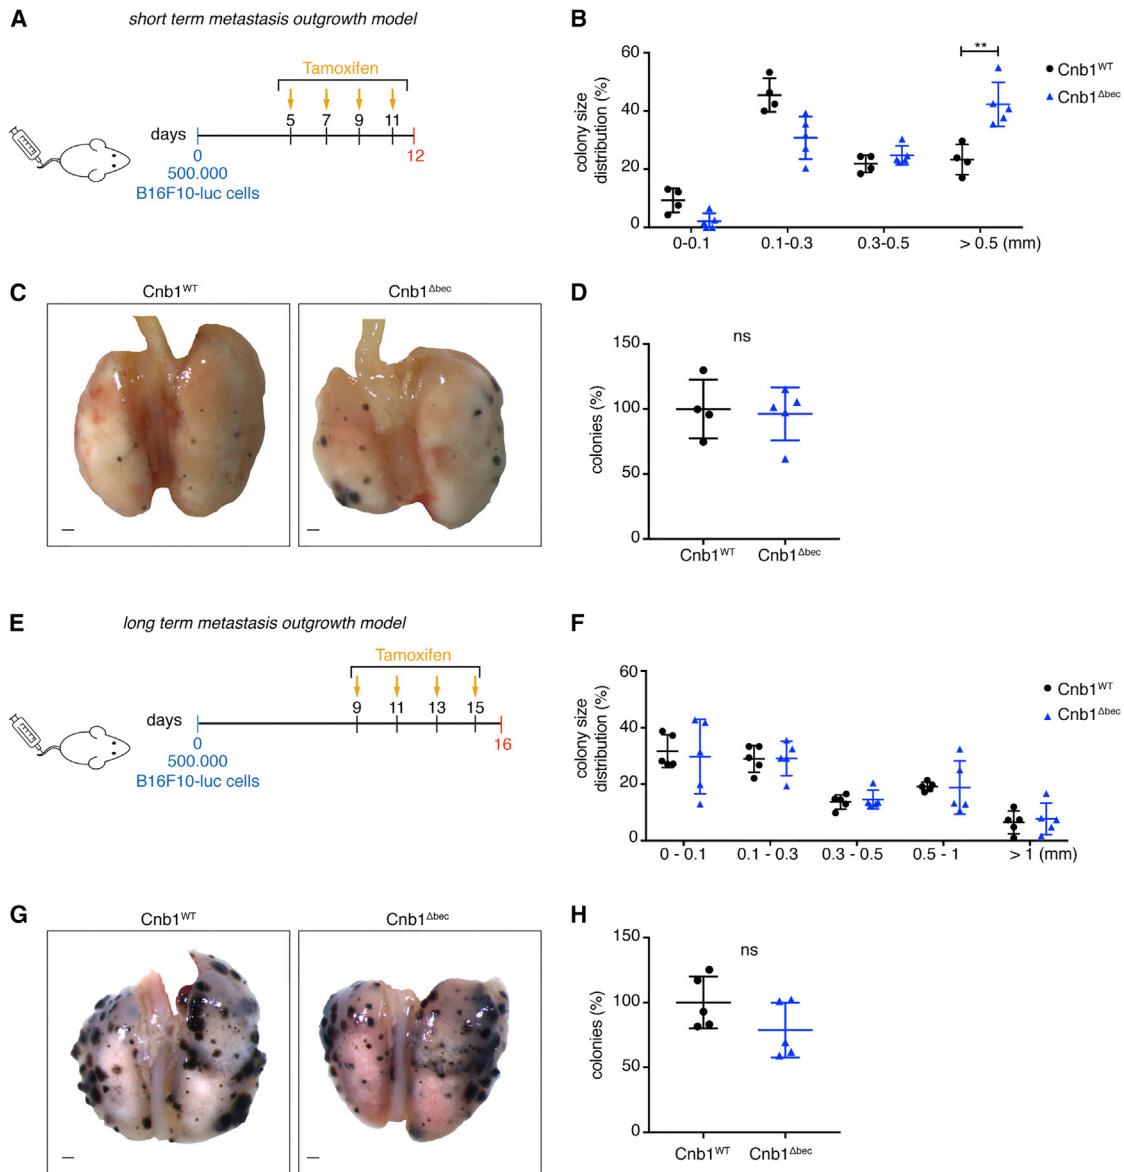 A
short term metastasis outgrowth model
Tamoxifen
days
5 7 9 11
0
12
500.000
B16F10-luc cells
B
colony size
distribution (%)
60
40
20
0
**
Cnb1WT
Cnb1Δbec
0-0.1 0.1-0.3 0.3-0.5 > 0.5 (mm)
C
Cnb1WT
Cnb1Δbec
D
colonies (%)
150
100
50
0
ns
Cnb1WT Cnb1Δbec
E
long term metastasis outgrowth model
Tamoxifen
days
9 11 13 15
0
16
500.000
B16F10-luc cells
F
colony size
distribution (%)
60
40
20
0
Cnb1WT
Cnb1Δbec
0 - 0.1 0.1 - 0.3 0.3 - 0.5 0.5 - 1 > 1 (mm)
G
Cnb1WT
Cnb1Δbec
H
colonies (%)
150
100
50
0
ns
Cnb1WT Cnb1Δbec